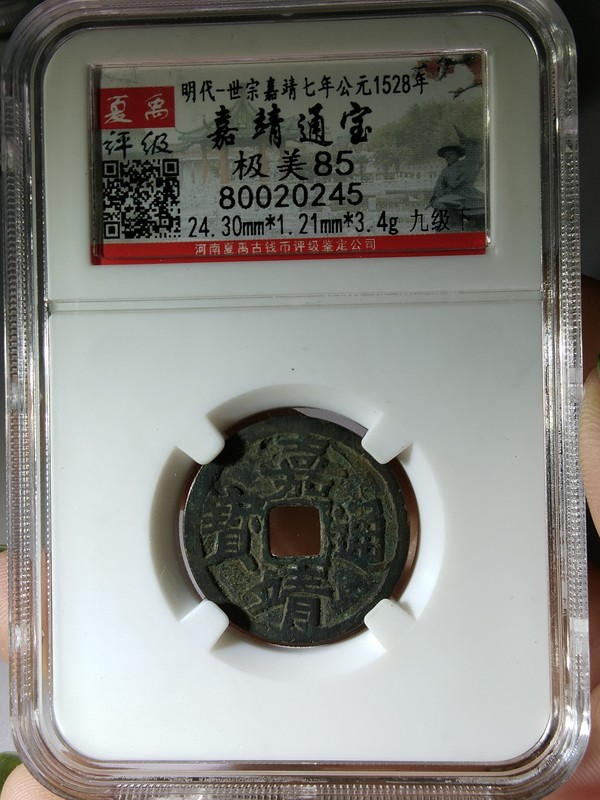 明代-世宗嘉靖七年公元1528年
夏禹
评级
嘉靖通宝
极美85
80020245
24.30mm*1.21mm*3.4g 九级下
河南夏禹古钱币评级鉴定公司
嘉靖通寶